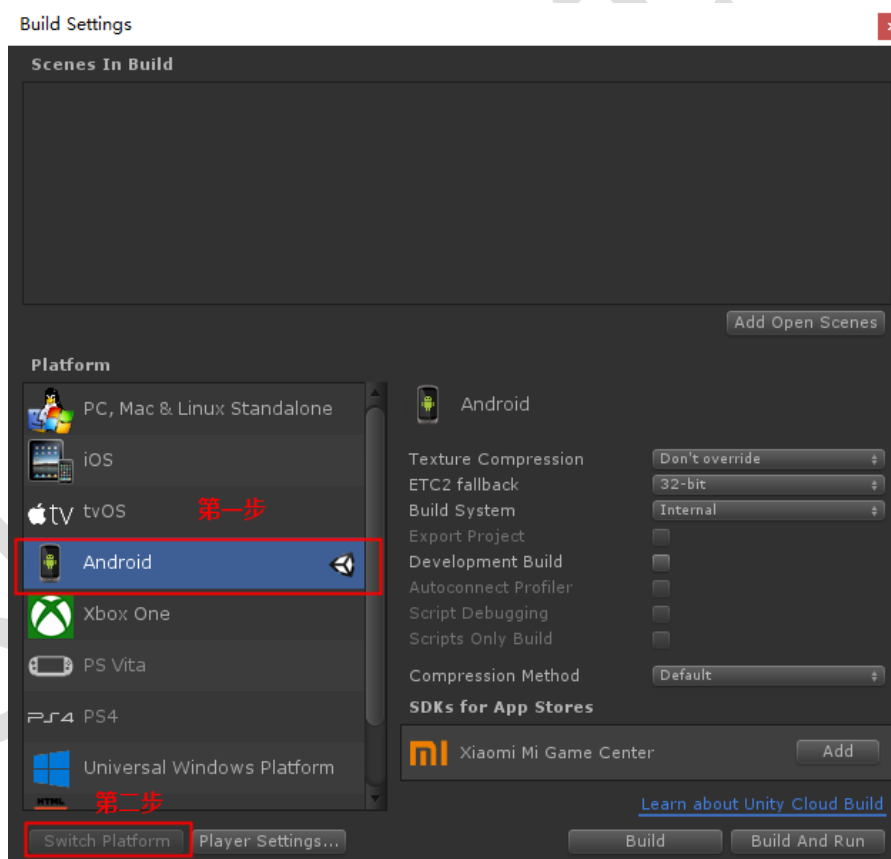 Build Settings
Scenes In Build
Add Open Scenes
Platform
PC, Mac & Linux Standalone
iOS
tv tvOS
第一步
Android
Xbox One
PS Vita
PS4 PS4
Universal Windows Platform
HTML
第二步
Switch Platform
Player Settings...
Android
Texture Compression Don't override
ETC2 fallback 32-bit
Build System Internal
Export Project
Development Build
Autoconnect Profiler
Script Debugging
Scripts Only Build
Compression Method Default
SDKs for App Stores
Xiaomi Mi Game Center Add
Learn about Unity Cloud Build
Build
Build And Run